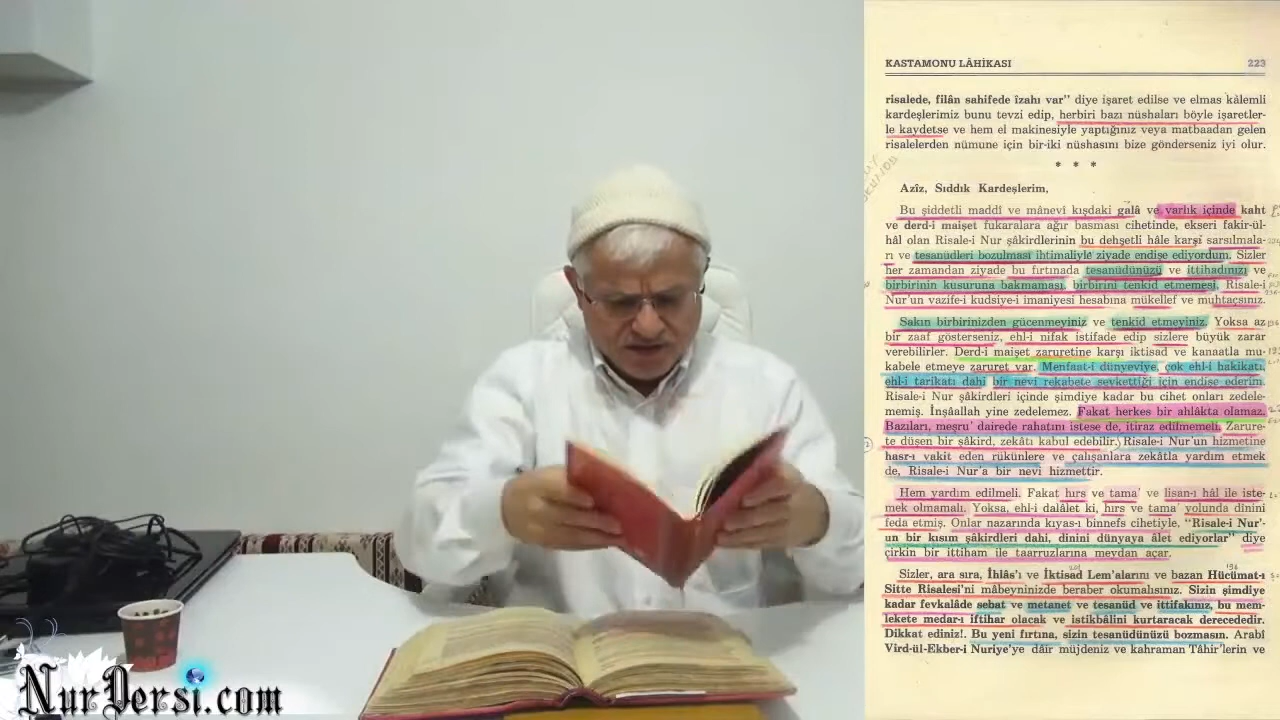 KASTAMONU LÂHİKASI 223
risalede, filân sahifede îzahı var" diye işaret edilse ve elmas kàlemli
kardeşlerimiz bunu tevzi edip, herbiri bazı nüshaları böyle işaretler-
le kaydetse ve hem el makinesiyle yaptığınız veya matbaadan gelen
risalelerden nümune için bir-iki nüshasını bize gönderseniz iyi olur.
* * *
Azîz, Sıddık Kardeşlerim,
Bu şiddetli maddî ve mânevî kışdaki galâ ve varlık içinde kaht
ve derd-i maişet fukaralara ağır basması cihetinde, ekseri fakir-ül-
hâl olan Risale-i Nur şâkirdlerinin bu dehşetli hâle karşı sarsılmala-
rı ve tesanüdleri bozulması ihtimaliyle ziyade endişe ediyordum. Sizler
her zamandan ziyade bu fırtınada tesanüdünüzü ve ittihadınızı ve
birbirinin kusuruna bakmaması, birbirini tenkid etmemesi, Risale-i
Nur'un vazife-i kudsiye-i imaniyesi hesabına mükellef ve muhtaçsınız.
Sakın birbirinizden gücenmeyiniz ve tenkid etmeyiniz. Yoksa az
bir zaaf gösterseniz, ehl-i nifak istifade edip sizlere büyük zarar
verebilirler. Derd-i maişet zaruretine karşı iktisad ve kanaatla mu-
kabele etmeye zaruret var. Menfaat-i dünyeviye, çok ehl-i hakikatı,
ehl-i tarikatı dahi bir nevi rekabete sevkettiği için endişe ederim.
Risale-i Nur şâkirdleri içinde şimdiye kadar bu cihet onları zedele-
memiş. İnşâallah yine zedelemez. Fakat herkes bir ahlâkta olamaz.
Bazıları, meşru' dairede rahatını istese de, itiraz edilmemeli. Zarure-
te düşen bir şâkird, zekâtı kabul edebilir. Risale-i Nur'un hizmetine
hasr-ı vakit eden rükünlere ve çalışanlara zekâtla yardım etmek
de, Risale-i Nur'a bir nevi hizmettir.
Hem yardım edilmeli. Fakat hırs ve tama' ve lisan-ı hâl ile iste-
mek olmamalı. Yoksa, ehl-i dalâlet ki, hırs ve tama' yolunda dînini
feda etmiş. Onlar nazarında kıyas-ı binnefs cihetiyle, "Risale-i Nur'-
un bir kısım şâkirdleri dahi, dinini dünyaya âlet ediyorlar" diye
çirkin bir ittiham ile taarruzlarına meydan açar.
Sizler, ara sıra, İhlâs'ı ve İktisad Lem'alarını ve bazan Hücümat-ı
Sitte Risalesi'ni mâbeyninizde beraber okumalısınız. Sizin şimdiye
kadar fevkalâde sebat ve metanet ve tesanüd ve ittifakınız, bu mem-
lekete medar-ı iftihar olacak ve istikbâlini kurtaracak derecededir.
Dikkat ediniz!. Bu yeni fırtına, sizin tesanüdünüzü bozmasın. Arabî
Vird-ül-Ekber-i Nuriye'ye dâir müjdeniz ve kahraman Tâhir'lerin ve
NurDersi.com